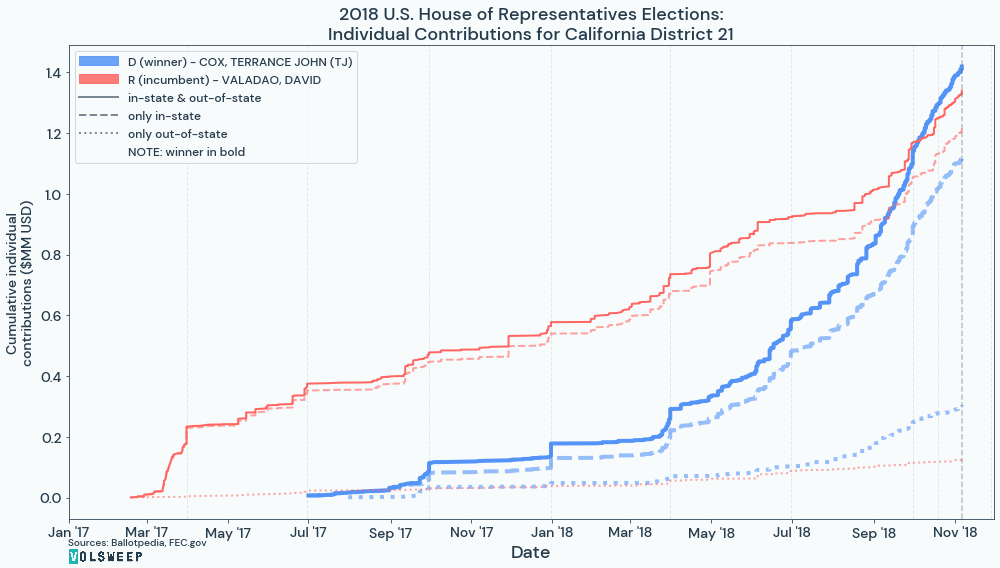 2018 U.S. House of Representatives Elections:
Individual Contributions for California District 21
D (winner) - COX, TERRANCE JOHN (TJ)
R (incumbent) - VALADAO, DAVID
in-state & out-of-state
only in-state
only out-of-state
NOTE: winner in bold
Cumulative individual
contributions ($MM USD)
1.4
1.2
1.0
0.8
0.6
0.4
0.2
0.0
Jan '17 Mar '17 May '17 Jul '17 Sep '17 Nov '17 Jan '18 Mar '18 May '18 Jul '18 Sep '18 Nov '18
Date
Sources: Ballotpedia, FEC.gov
VOLSWEEP